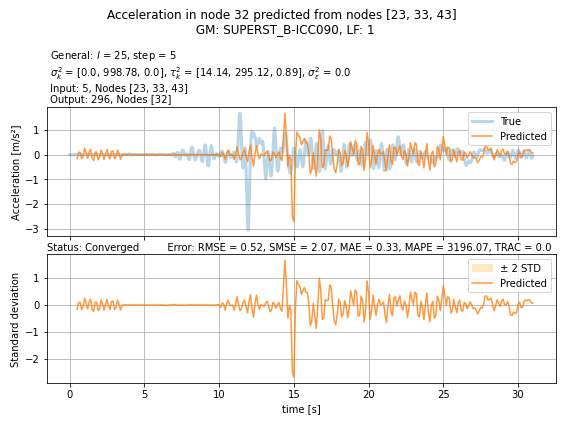 Acceleration in node 32 predicted from nodes [23, 33, 43]
GM: SUPERST_B-ICC090, LF: 1
General: l = 25, step = 5
σ²ₖ = [0.0, 998.78, 0.0], τ²ₖ = [14.14, 295.12, 0.89], σ²ε = 0.0
Input: 5, Nodes [23, 33, 43]
Output: 296, Nodes [32]
Acceleration [m/s²]
1
0
−1
−2
−3
True
Predicted
Status: Converged Error: RMSE = 0.52, SMSE = 2.07, MAE = 0.33, MAPE = 3196.07, TRAC = 0.0
Standard deviation
1
0
−1
−2
± 2 STD
Predicted
0 5 10 15 20 25 30
time [s]